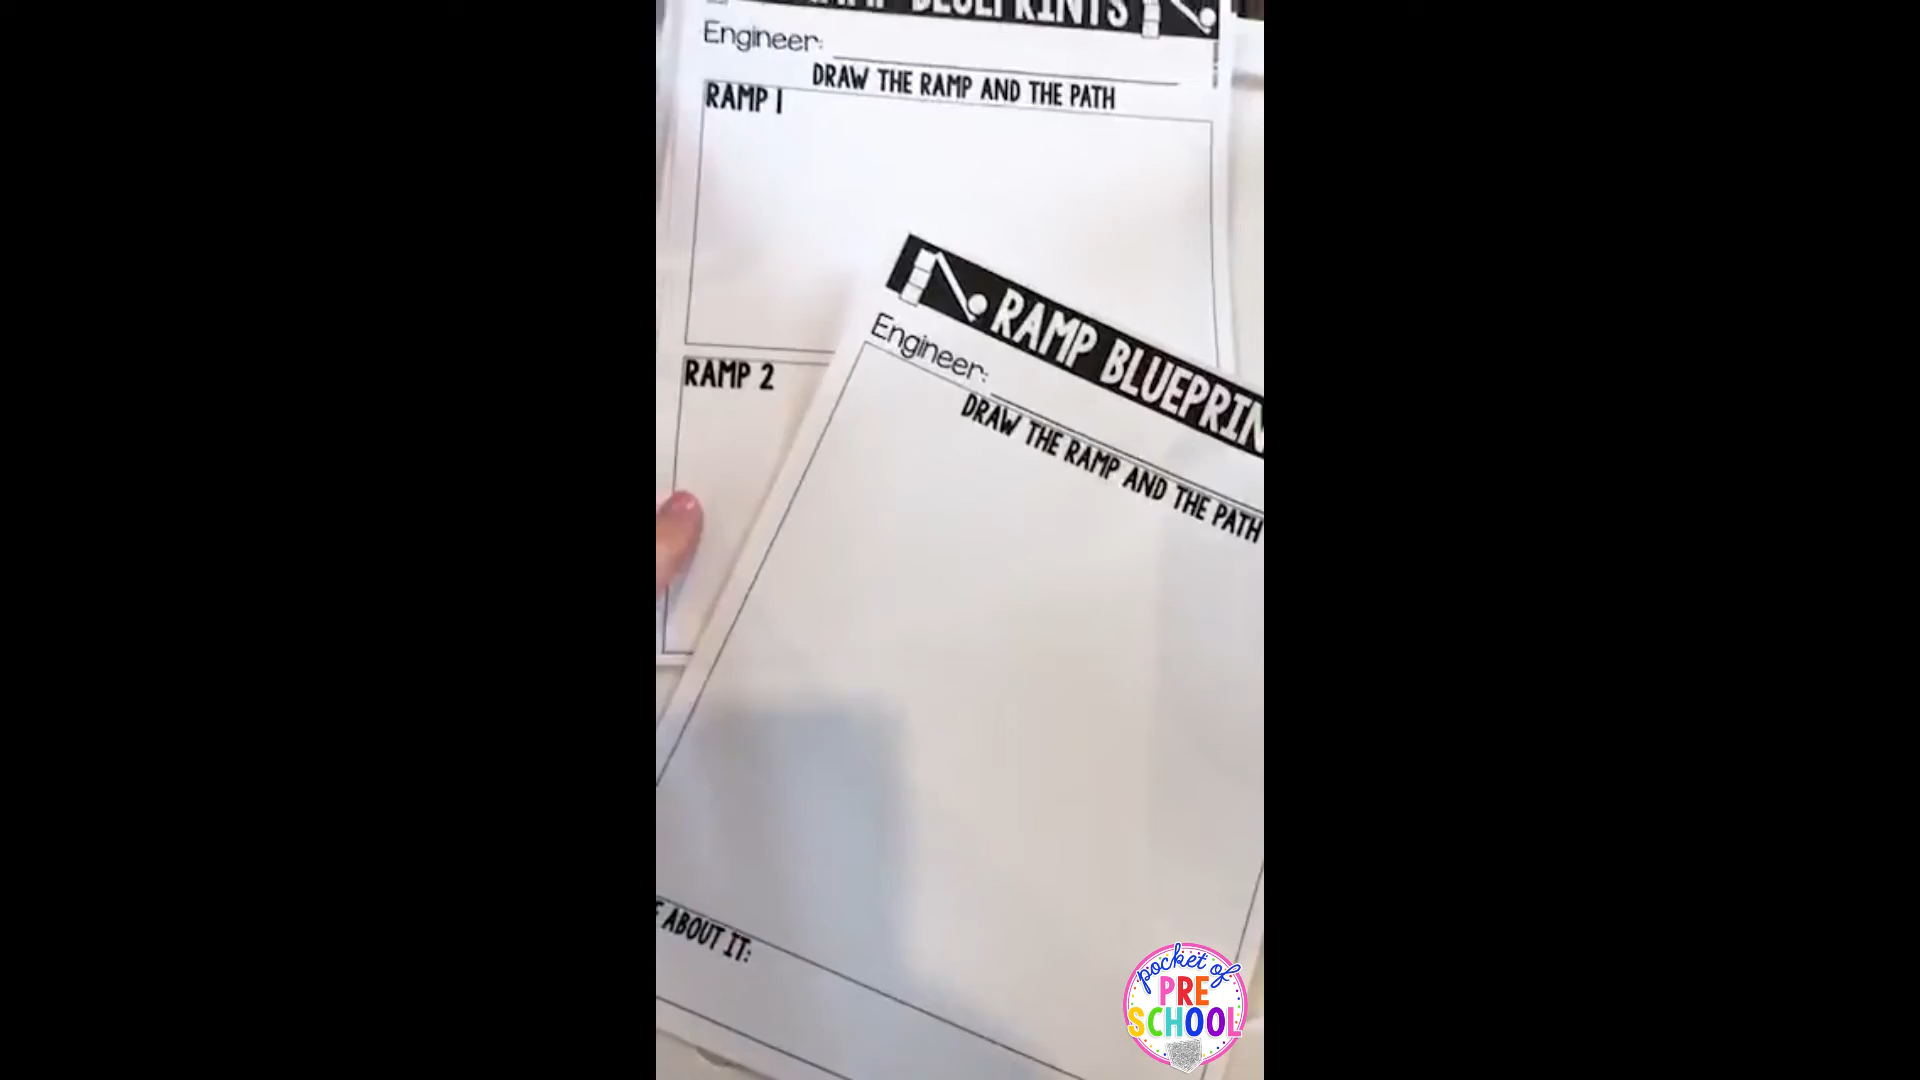 BLUEPRINTS
Engineer:
DRAW THE RAMP AND THE PATH
RAMP 1
RAMP 2
RAMP BLUEPRIN
Engineer:
DRAW THE RAMP AND THE PATH
ABOUT IT:
pocket of
PRE
SCHOOL